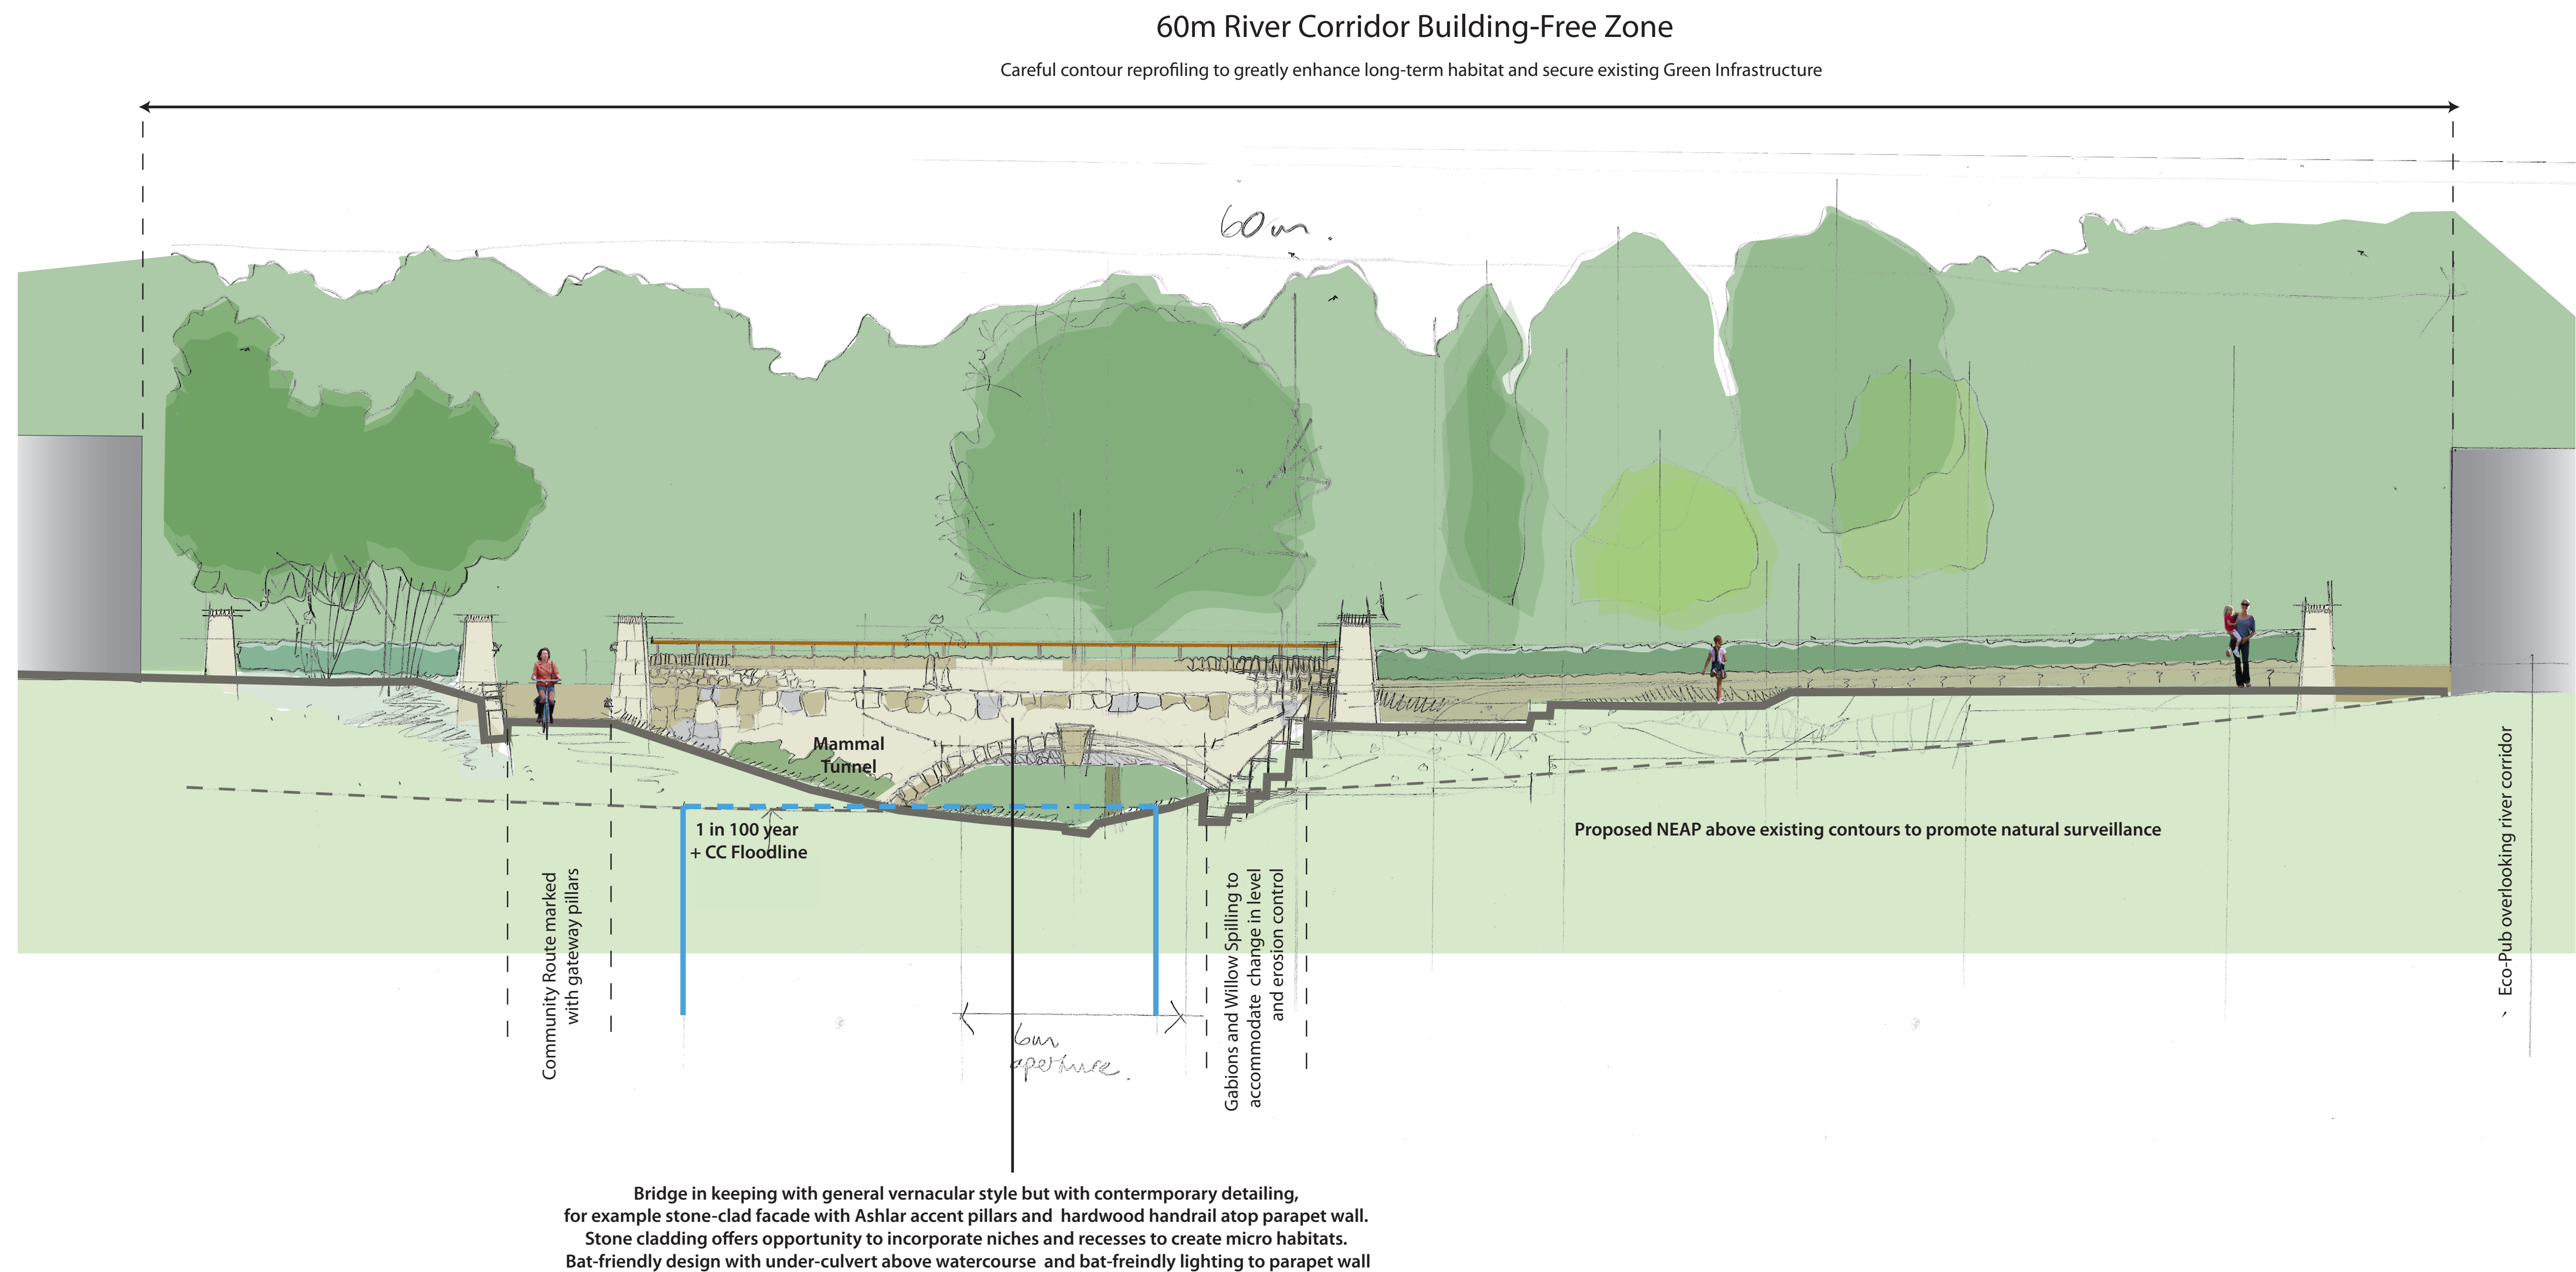 60m River Corridor Building-Free Zone
Careful contour reprofiling to greatly enhance long-term habitat and secure existing Green Infrastructure
60m.
Mammal
Tunnel
1 in 100 year
+ CC Floodline
Proposed NEAP above existing contours to promote natural surveillance
Community Route marked
with gateway pillars
Gabions and Willow Spilling to
accommodate change in level
and erosion control
Eco-Pub overlooking river corridor
6m
aperture.
Bridge in keeping with general vernacular style but with contermporary detailing,
for example stone-clad facade with Ashlar accent pillars and hardwood handrail atop parapet wall.
Stone cladding offers opportunity to incorporate niches and recesses to create micro habitats.
Bat-friendly design with under-culvert above watercourse and bat-freindly lighting to parapet wall